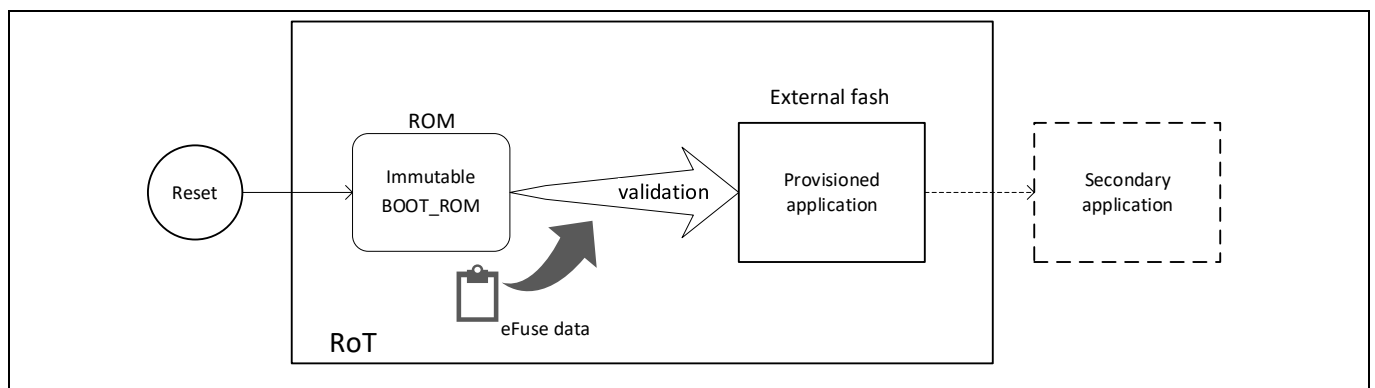 External fash
ROM
Reset
Immutable
BOOT_ROM
validation
Provisioned
application
Secondary
application
eFuse data
RoT